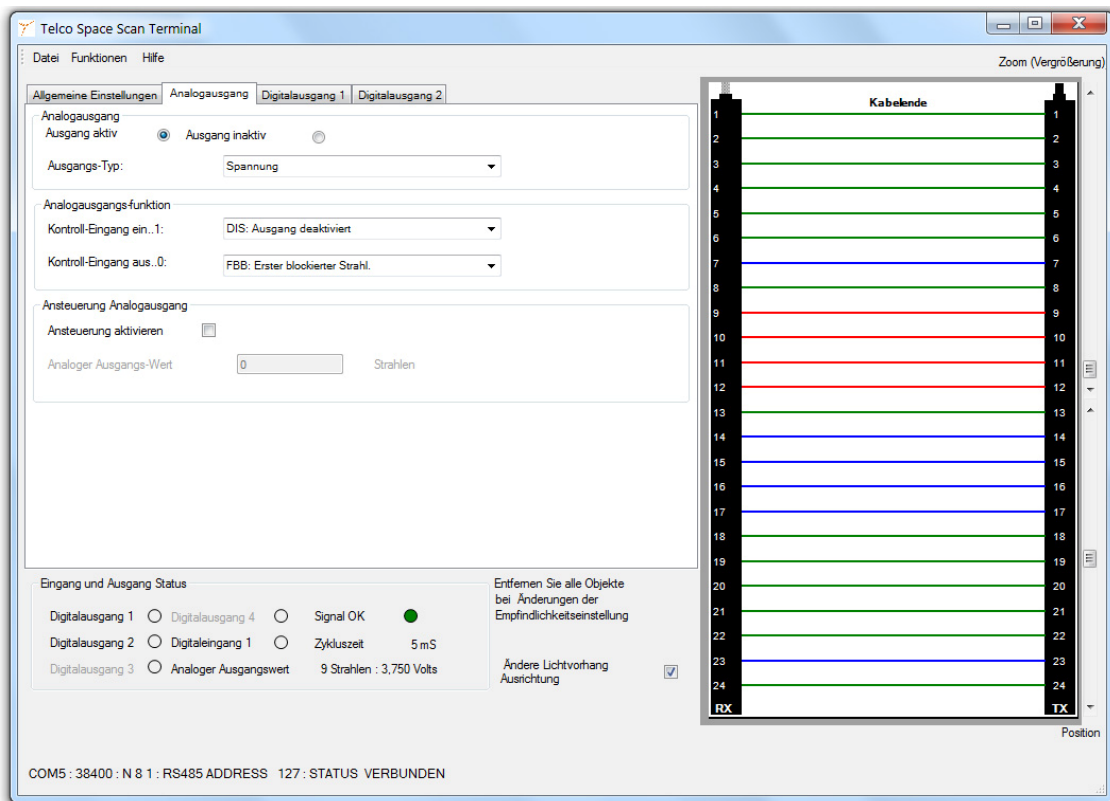 Telco Space Scan Terminal
Datei Funktionen Hilfe
Zoom (Vergrößerung)
Allgemeine Einstellungen Analogausgang Digitalausgang 1 Digitalausgang 2
Analogausgang
Ausgang aktiv Ausgang inaktiv
Ausgangs-Typ: Spannung
Analogausgangs-funktion
Kontroll-Eingang ein..1: DIS: Ausgang deaktiviert
Kontroll-Eingang aus..0: FBB: Erster blockierter Strahl.
Ansteuerung Analogausgang
Ansteuerung aktivieren
Analoger Ausgangs-Wert 0 Strahlen
Eingang und Ausgang Status
Digitalausgang 1 Digitalausgang 4 Signal OK
Digitalausgang 2 Digitaleingang 1 Zykluszeit 5 mS
Digitalausgang 3 Analoger Ausgangswert 9 Strahlen : 3,750 Volts
Entfernen Sie alle Objekte
bei Änderungen der
Empfindlichkeitseinstellung
Ändere Lichtvorhang
Ausrichtung
Kabelende
1 1
2 2
3 3
4 4
5 5
6 6
7 7
8 8
9 9
10 10
11 11
12 12
13 13
14 14
15 15
16 16
17 17
18 18
19 19
20 20
21 21
22 22
23 23
24 24
RX TX
Position
COM5 : 38400 : N 8 1 : RS485 ADDRESS 127 : STATUS VERBUNDEN